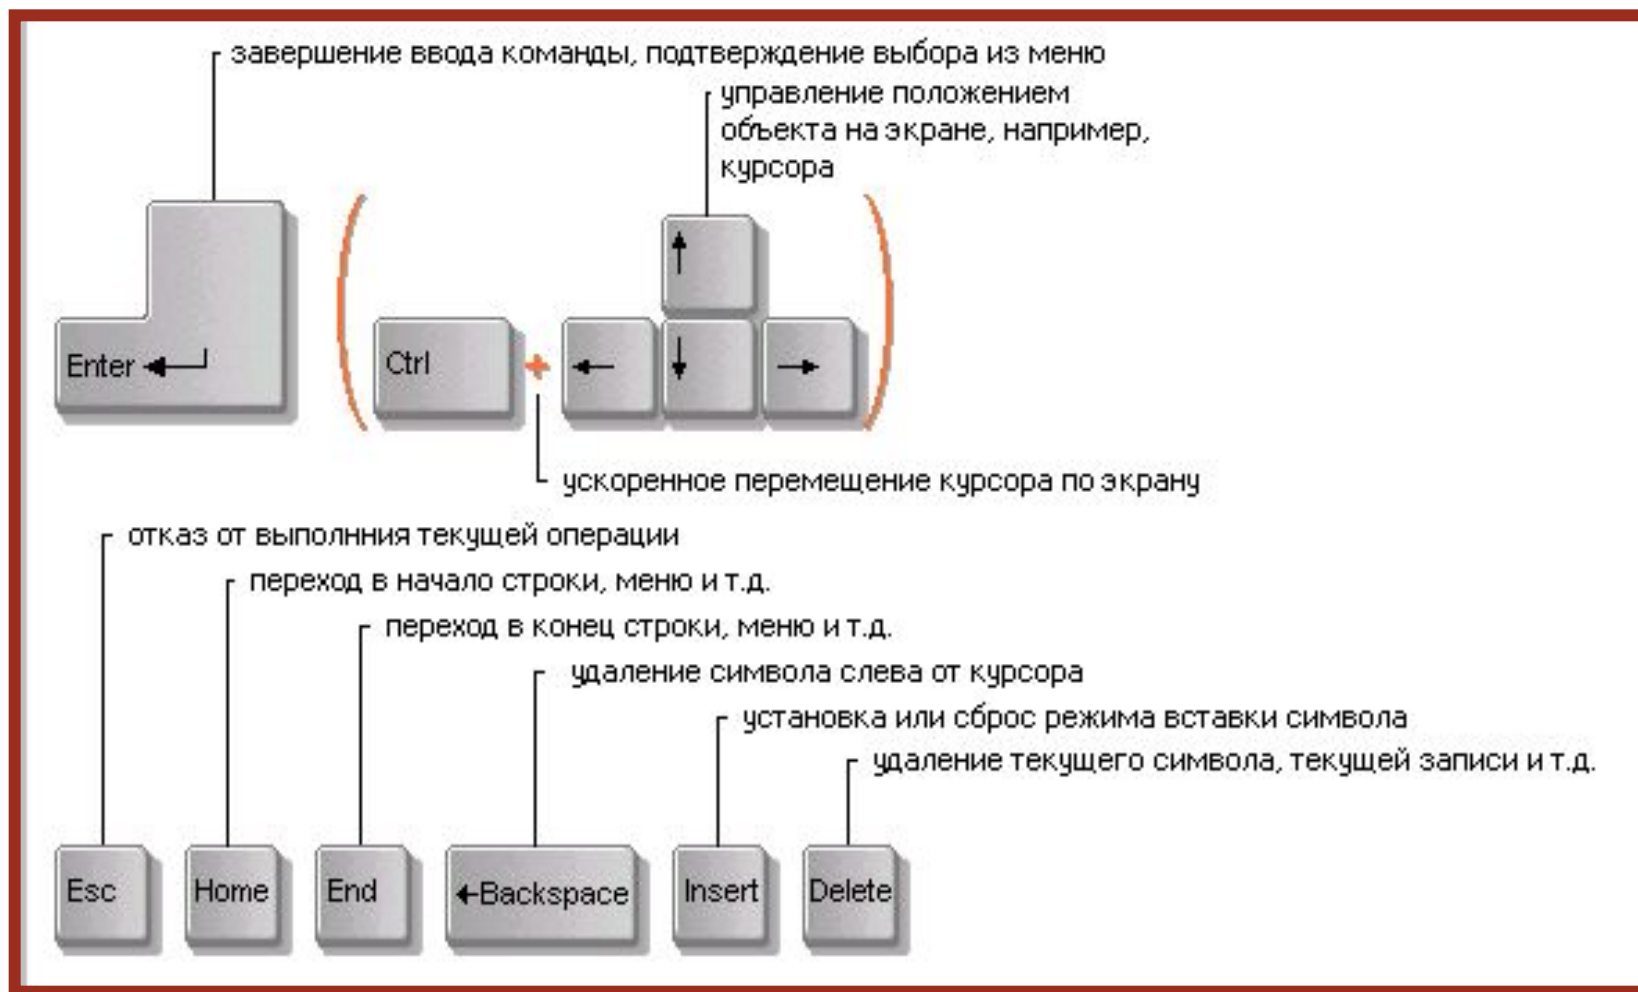 завершение ввода команды, подтверждение выбора из меню
управление положением
объекта на экране, например,
курсора
Enter
Ctrl
+
ускоренное перемещение курсора по экрану
отказ от выполнния текущей операции
переход в начало строки, меню и т.д.
переход в конец строки, меню и т.д.
удаление символа слева от курсора
установка или сброс режима вставки символа
удаление текущего символа, текущей записи и т.д.
Esc
Home
End
←Backspace
Insert
Delete